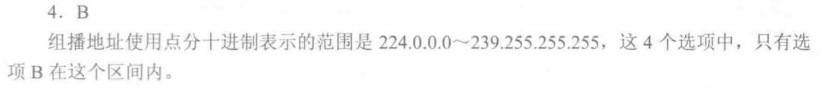 4．B
组播地址使用点分十进制表示的范围是 224.0.0.0～239.255.255.255，这 4 个选项中，只有选
项 B 在这个区间内。